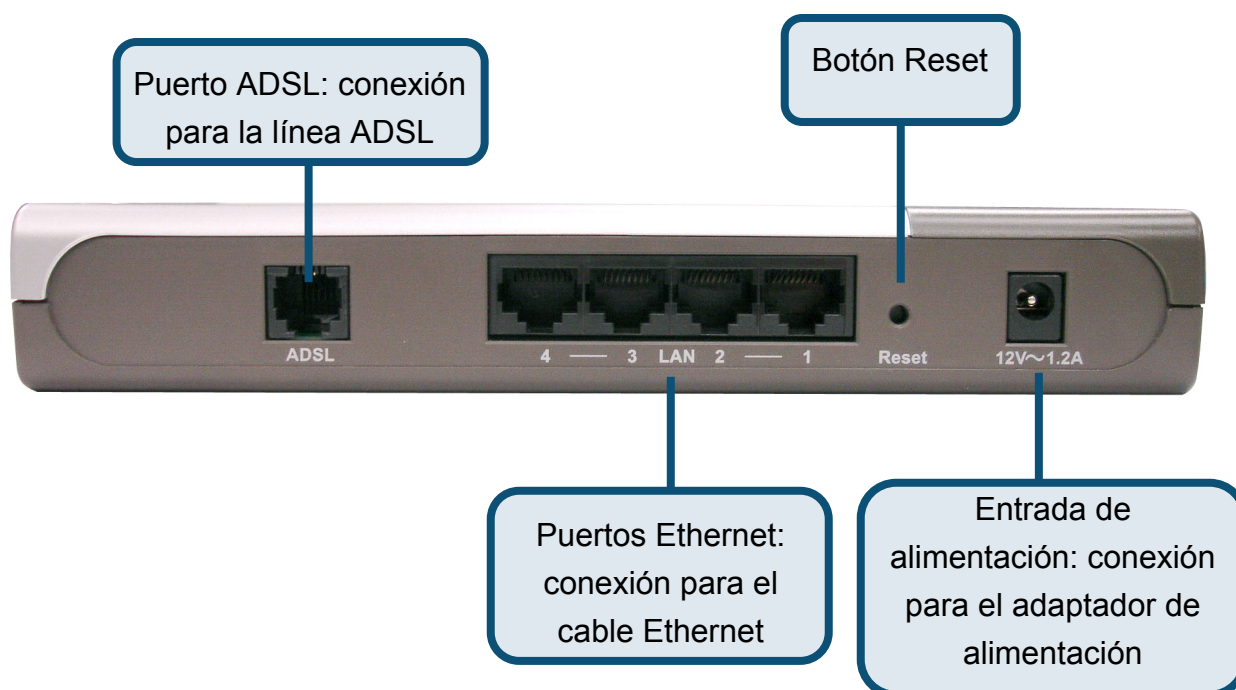 Puerto ADSL: conexión
para la línea ADSL
Botón Reset
ADSL
4 — 3 LAN 2 — 1
Reset
12V～1.2A
Puertos Ethernet:
conexión para el
cable Ethernet
Entrada de
alimentación: conexión
para el adaptador de
alimentación